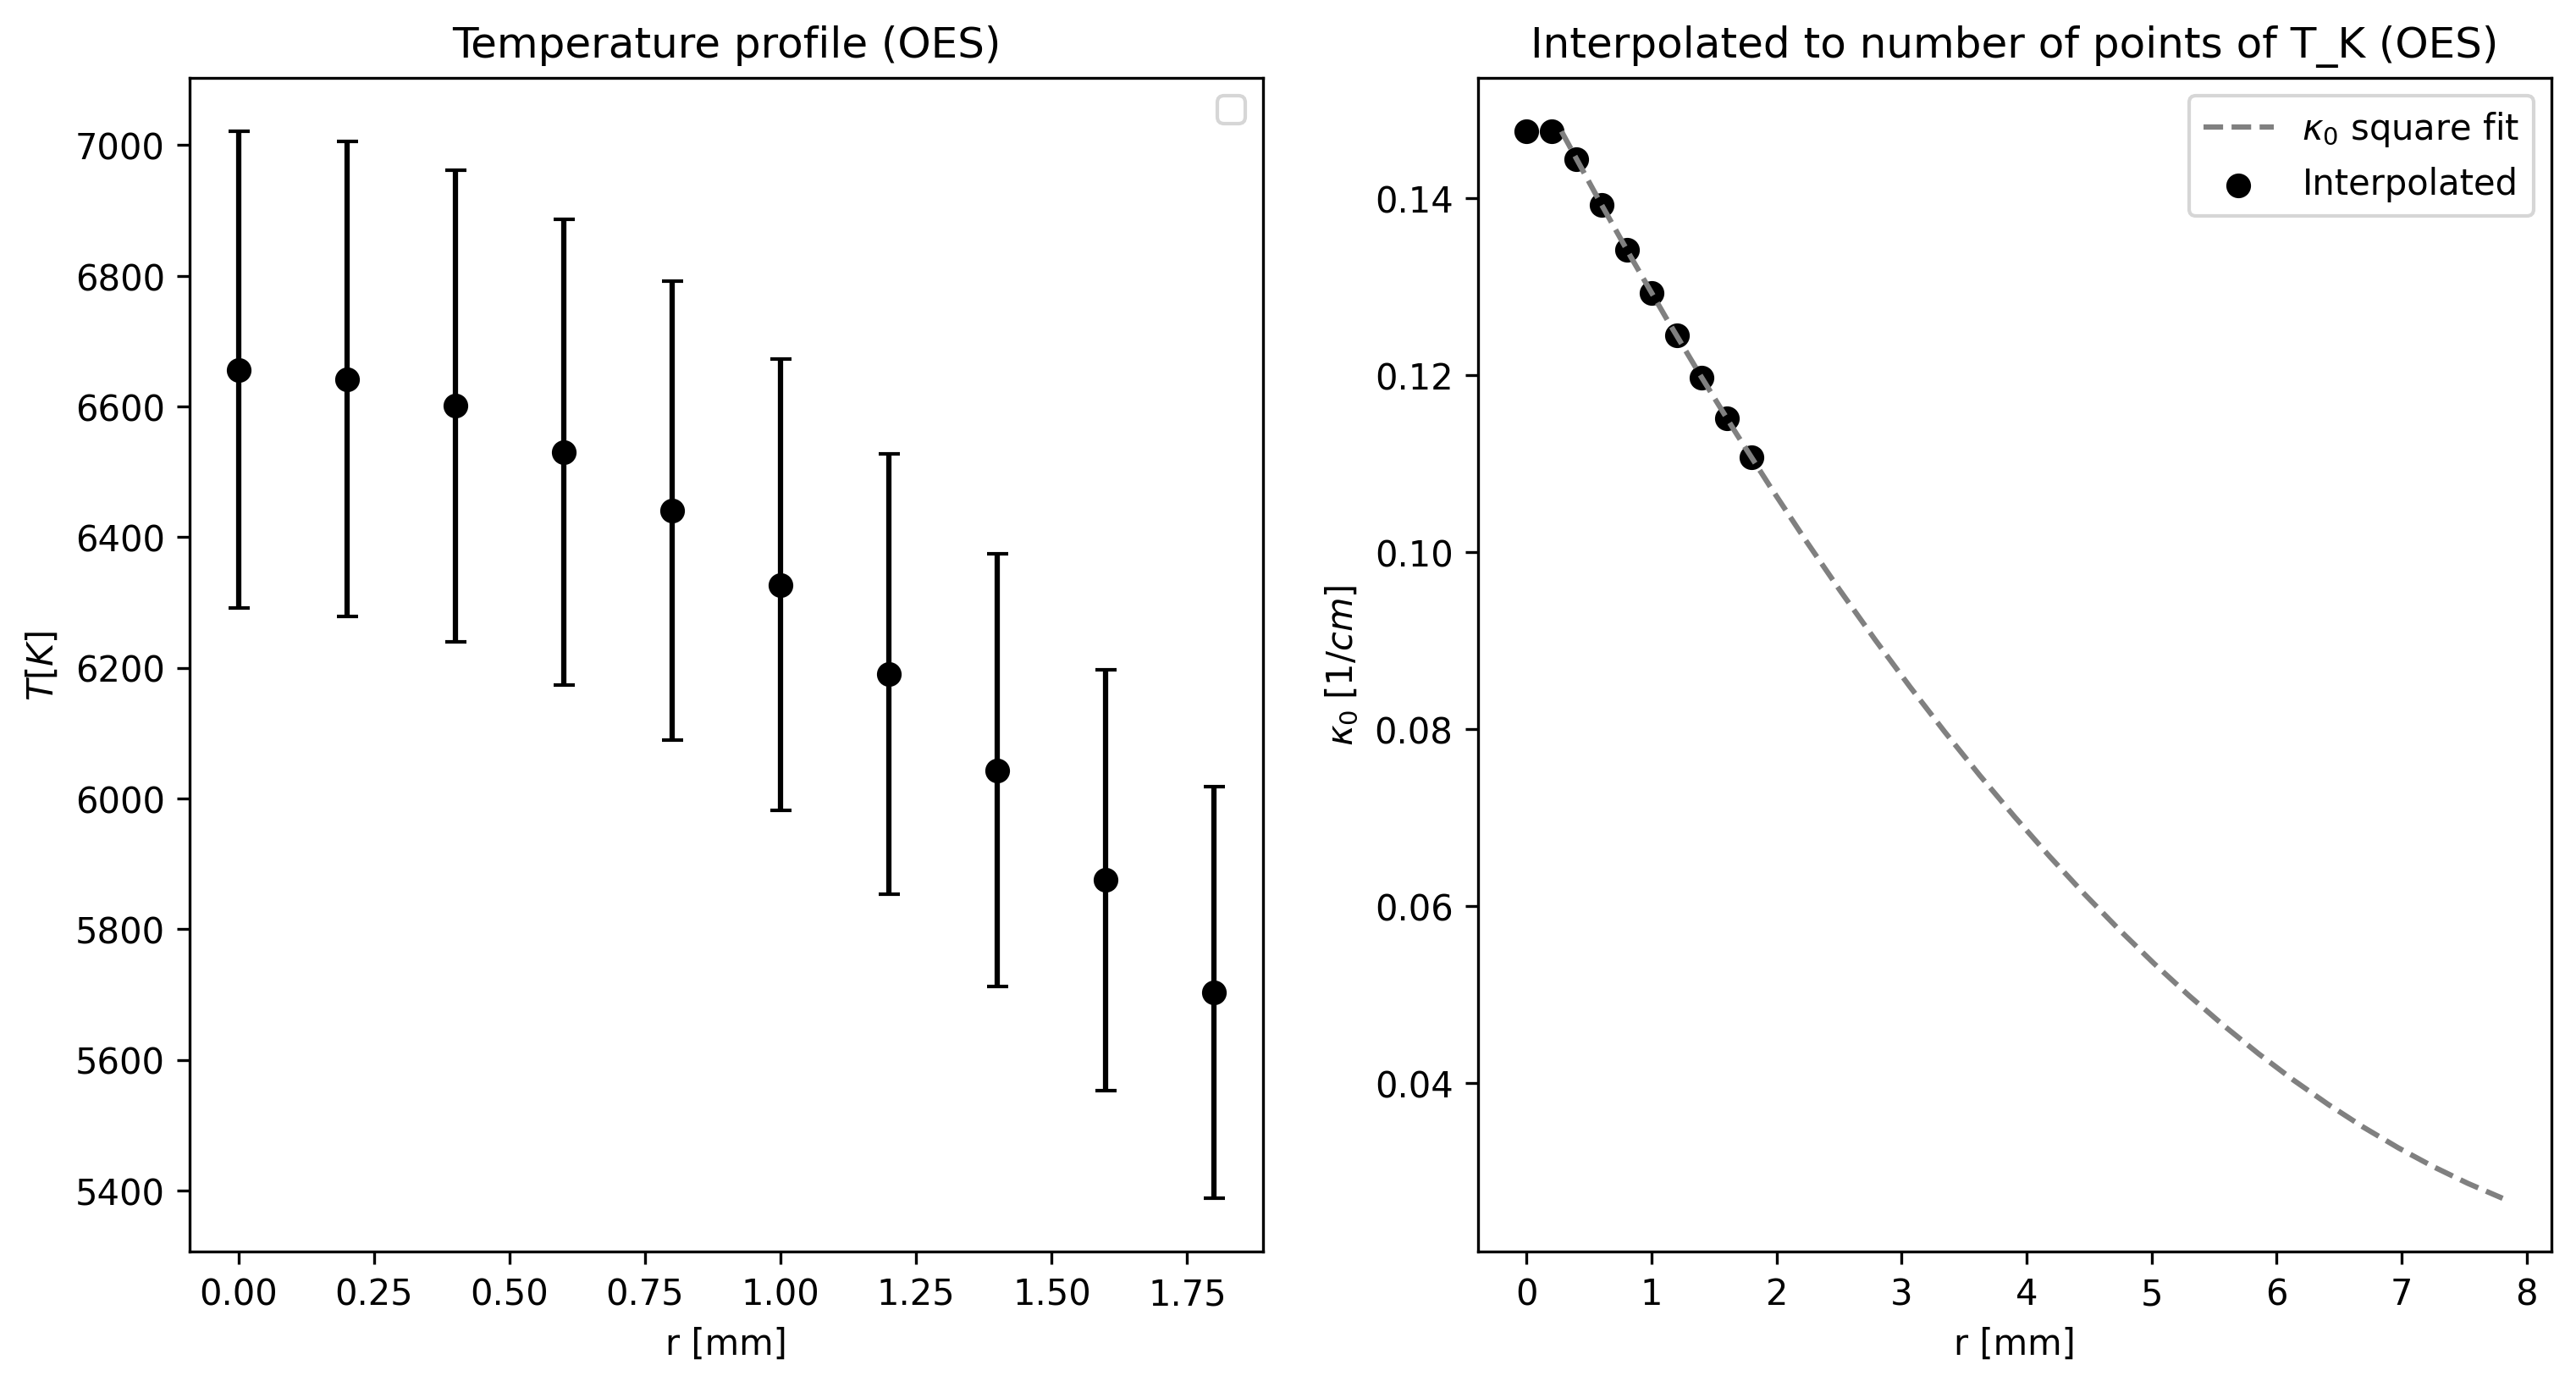 Temperature profile (OES)
7000
6800
6600
6400
6200
6000
5800
5600
5400
T[K]
0.00 0.25 0.50 0.75 1.00 1.25 1.50 1.75
r [mm]
Interpolated to number of points of T_K (OES)
κ₀ square fit
Interpolated
0.14
0.12
0.10
0.08
0.06
0.04
κ₀ [1/cm]
0 1 2 3 4 5 6 7 8
r [mm]